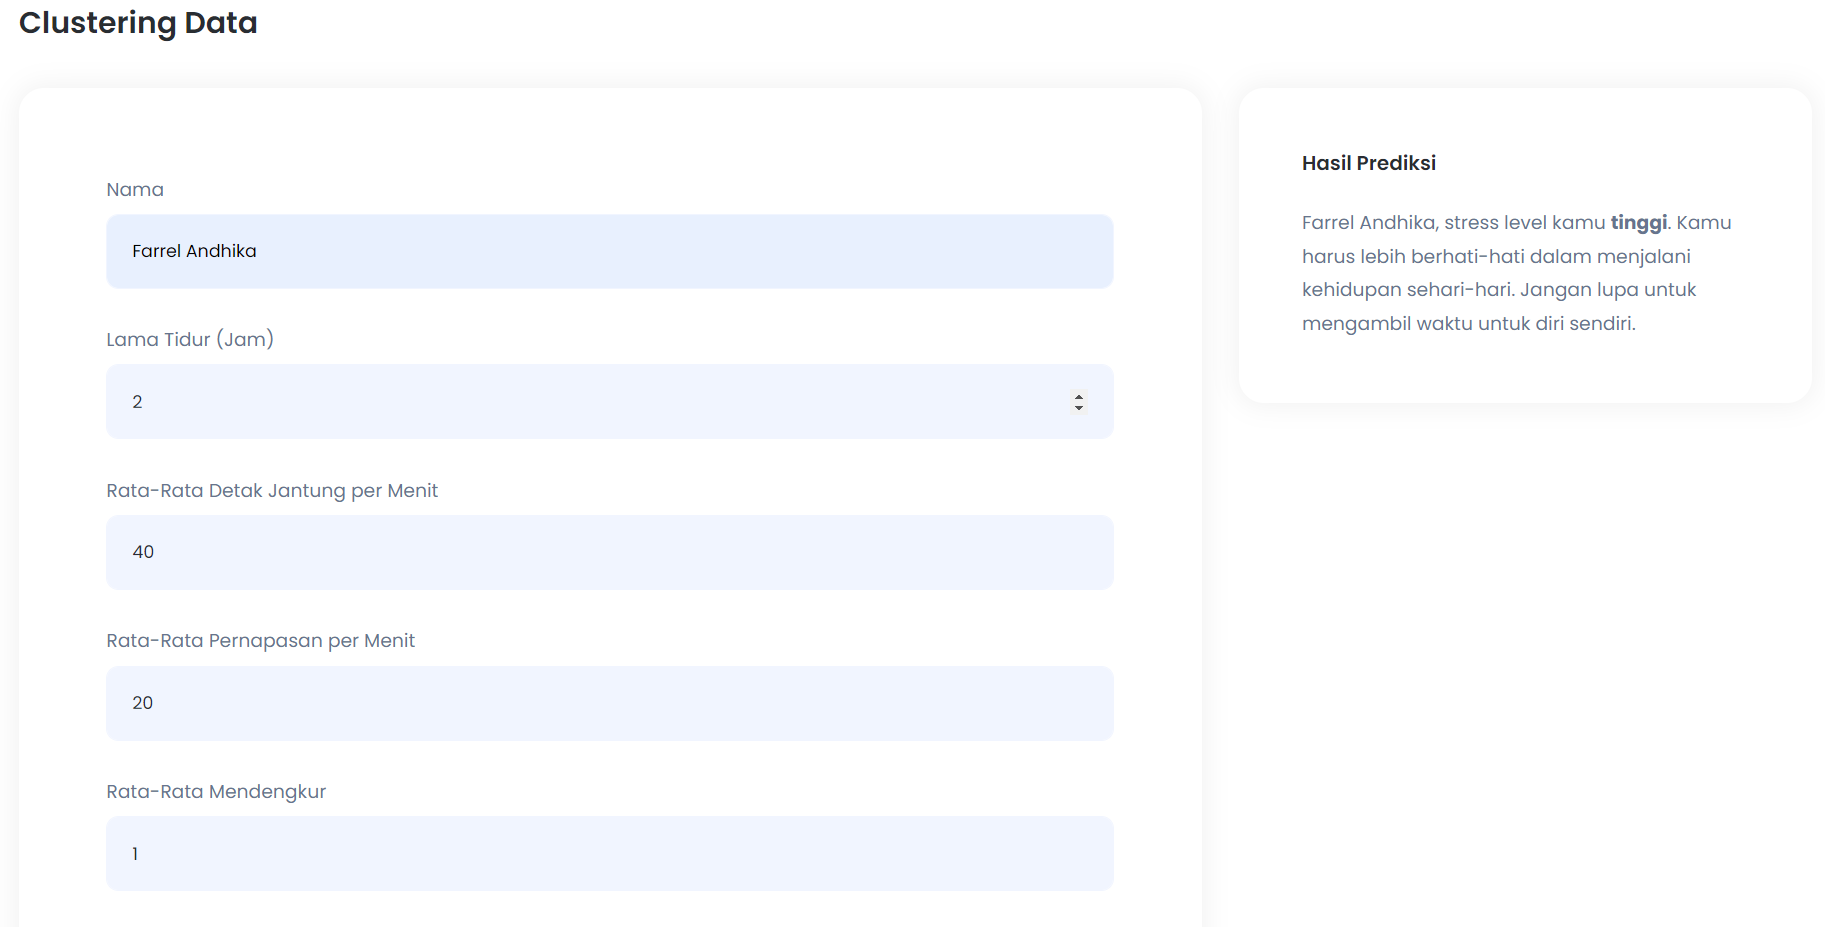 Clustering Data
Nama
Farrel Andhika
Lama Tidur (Jam)
2
Rata-Rata Detak Jantung per Menit
40
Rata-Rata Pernapasan per Menit
20
Rata-Rata Mendengkur
1
Hasil Prediksi
Farrel Andhika, stress level kamu tinggi. Kamu
harus lebih berhati-hati dalam menjalani
kehidupan sehari-hari. Jangan lupa untuk
mengambil waktu untuk diri sendiri.